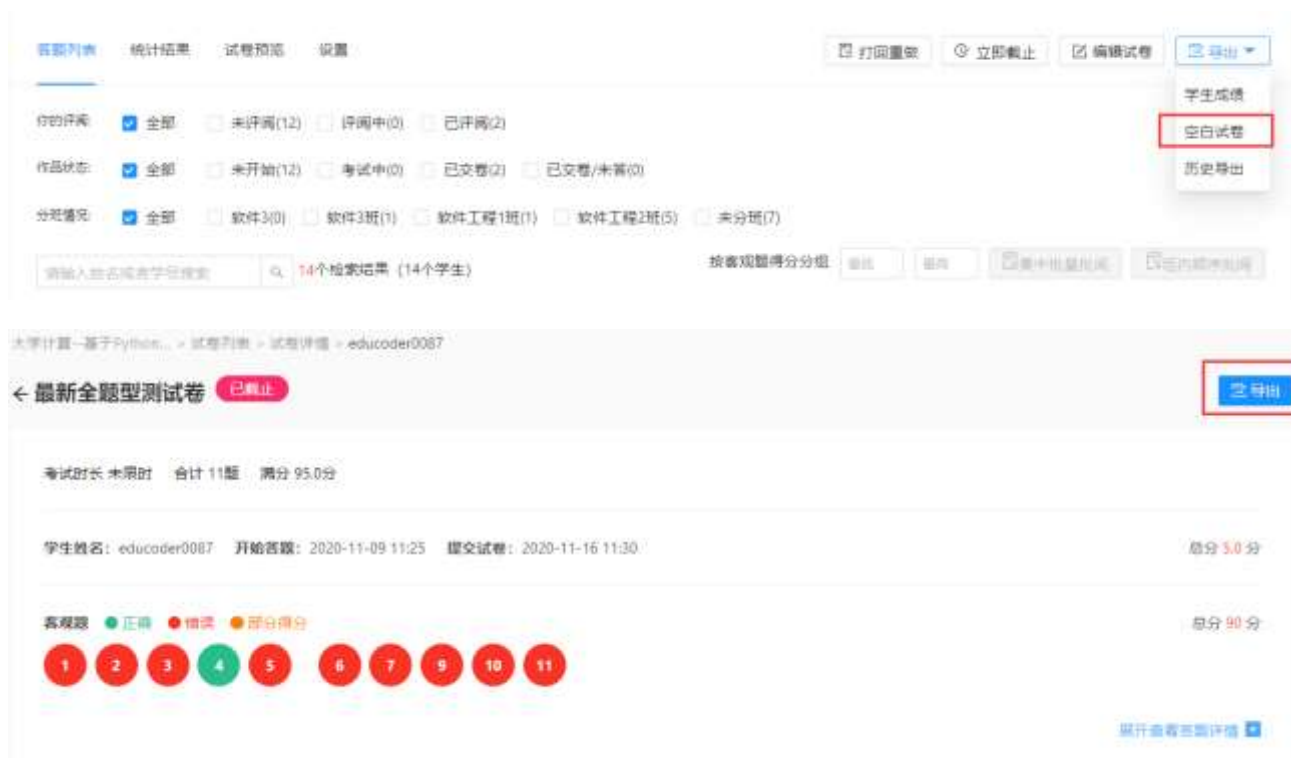 答题列表 统计结果 试卷预览 设置 打回重做 立即截止 编辑试卷 导出
学生成绩
你的评阅: 全部 未评阅(12) 评阅中(0) 已评阅(2)
空白试卷
作品状态: 全部 未开始(12) 考试中(0) 已交卷(2) 已交卷/未答(0)
历史导出
分班情况: 全部 软件3(0) 软件3班(1) 软件工程1班(1) 软件工程2班(5) 未分班(7)
请输入姓名或者学号搜索 14个检索结果 (14个学生) 按客观题得分分组
大学计算--基于Python... > 试卷列表 > 试卷详情 > educoder0087
最新全题型测试卷 已截止 导出
考试时长 未限时 合计 11题 满分 95.0分
学生姓名: educoder0087 开始答题: 2020-11-09 11:25 提交试卷: 2020-11-16 11:30 总分 5.0 分
客观题 正确 错误 部分得分 总分 90 分
1 2 3 4 5 6 7 9 10 11
展开查看答题详情